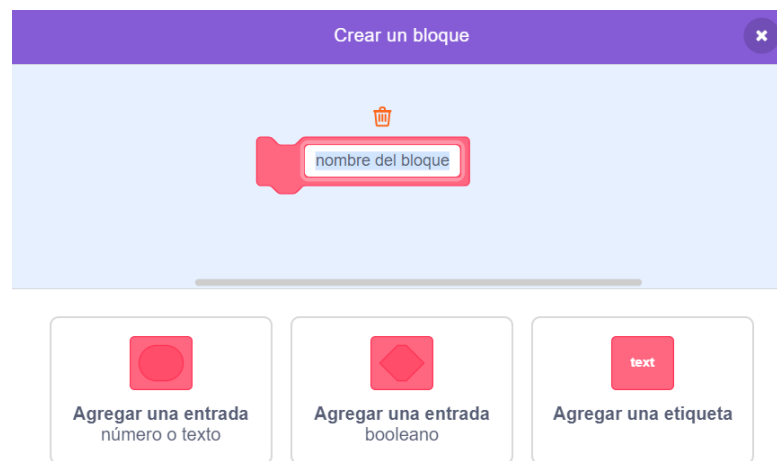 Crear un bloque
nombre del bloque
Agregar una entrada
número o texto
Agregar una entrada
booleano
text
Agregar una etiqueta